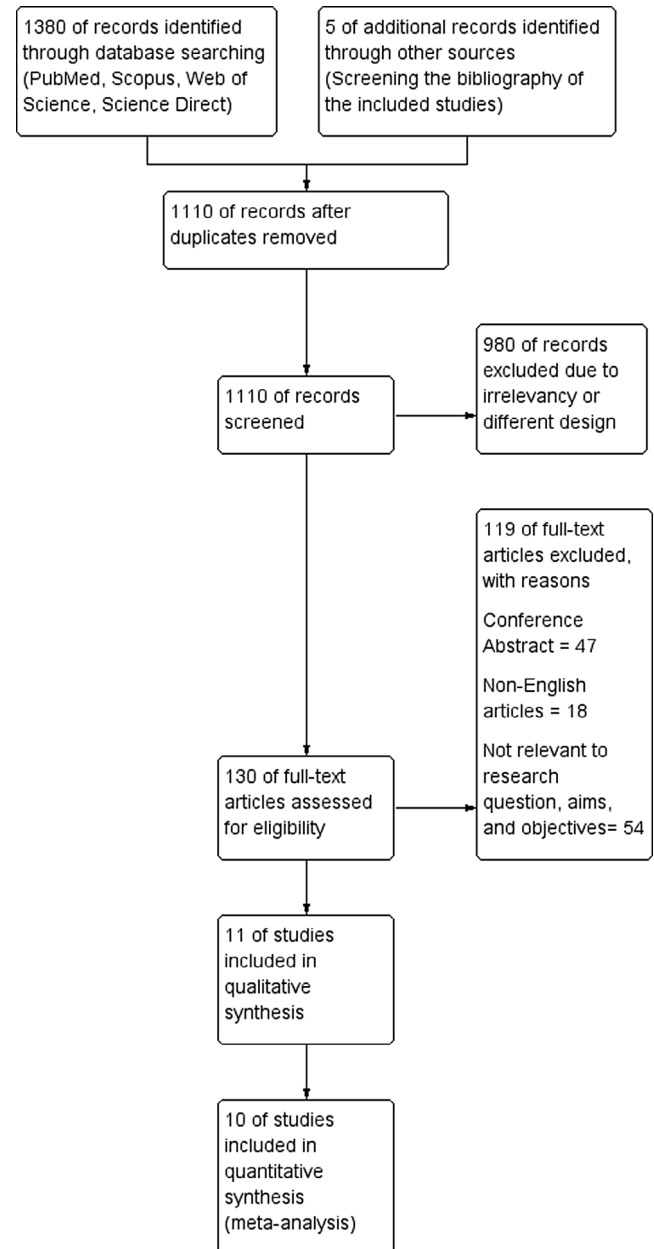 1380 of records identified
through database searching
(PubMed, Scopus, Web of
Science, Science Direct)
5 of additional records identified
through other sources
(Screening the bibliography of
the included studies)
1110 of records after
duplicates removed
1110 of records
screened
980 of records
excluded due to
irrelevancy or
different design
119 of full-text
articles excluded,
with reasons
Conference
Abstract = 47
Non-English
articles = 18
Not relevant to
research
question, aims,
and objectives= 54
130 of full-text
articles assessed
for eligibility
11 of studies
included in
qualitative
synthesis
10 of studies
included in
quantitative
synthesis
(meta-analysis)